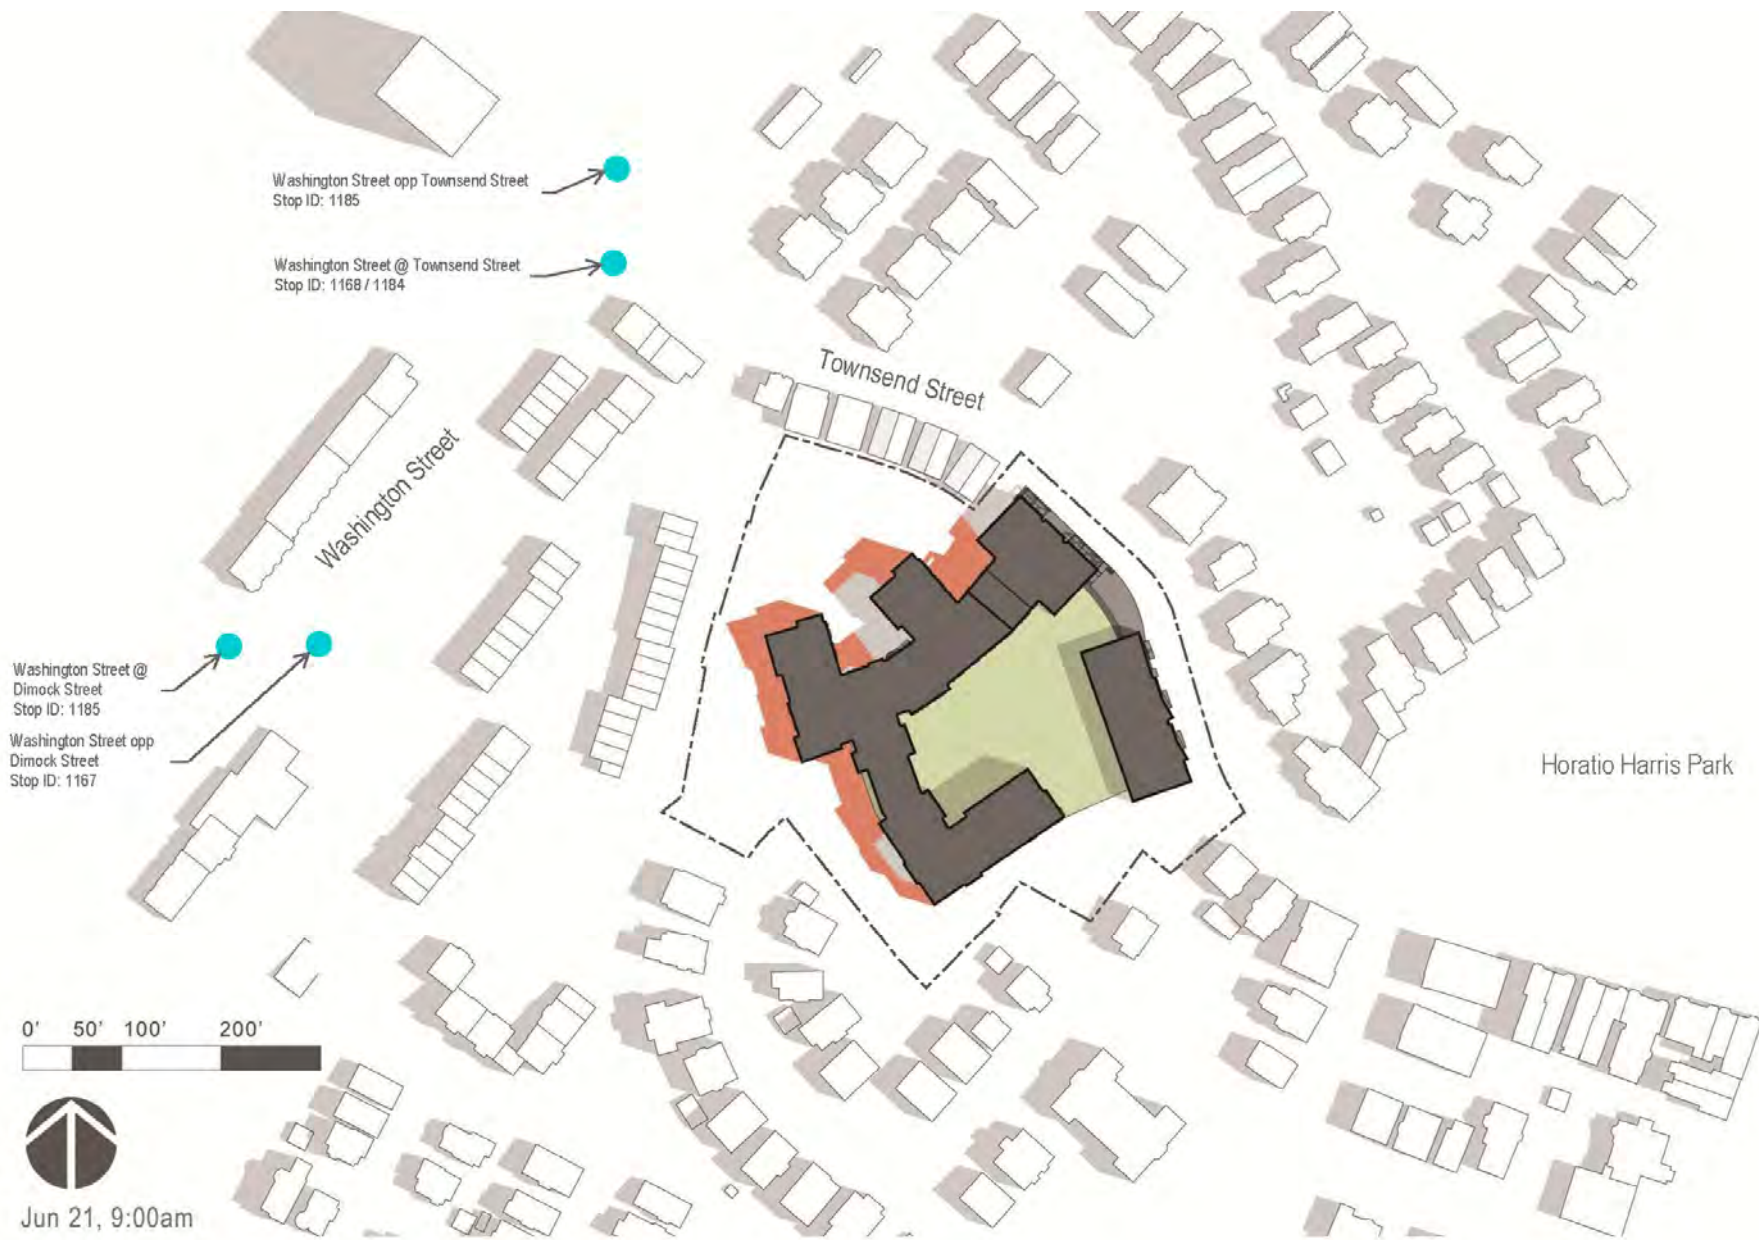 Washington Street opp Townsend Street
Stop ID: 1185
Washington Street @ Townsend Street
Stop ID: 1168 / 1184
Townsend Street
Washington Street
Washington Street @
Dimock Street
Stop ID: 1185
Washington Street opp
Dimock Street
Stop ID: 1167
Horatio Harris Park
0' 50' 100' 200'
Jun 21, 9:00am